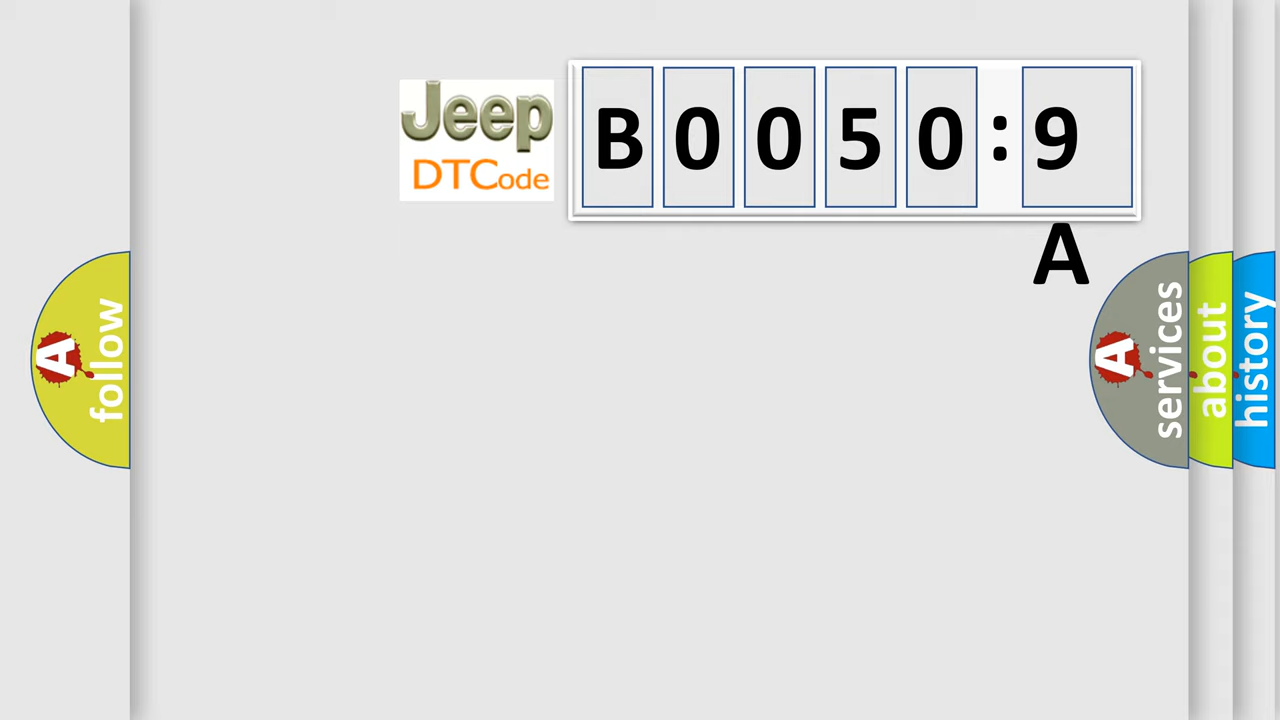 Jeep
DTCode
B0050:9
A
A follow
A services
about
history